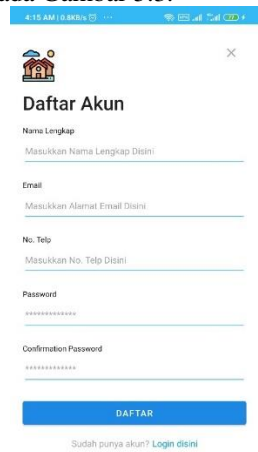 4:15 AM | 0.8KB/s
Daftar Akun
Nama Lengkap
Masukkan Nama Lengkap Disini
Email
Masukkan Alamat Email Disini
No. Telp
Masukkan No. Telp Disini
Password
*************
Confirmation Password
*************
DAFTAR
Sudah punya akun? Login disini